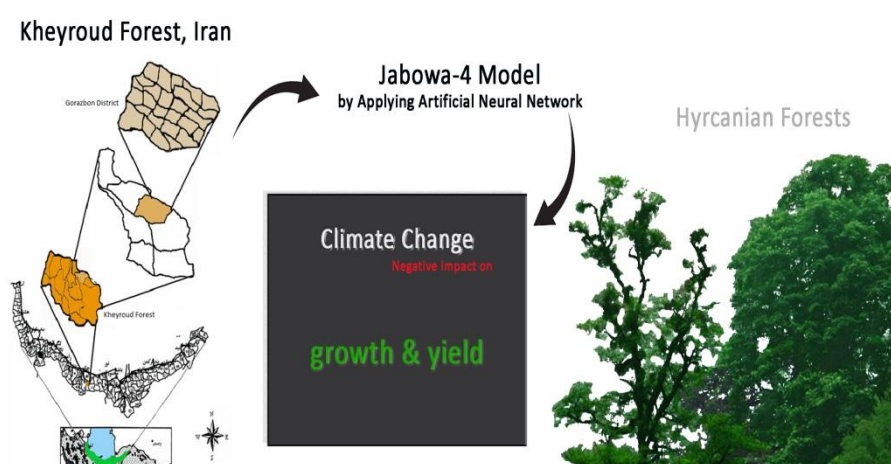 Kheyroud Forest, Iran
Gorazbon District
Jabowa-4 Model
by Applying Artificial Neural Network
Hyrcanian Forests
Climate Change
Negative impact on
growth & yield
Kheyroud Forest